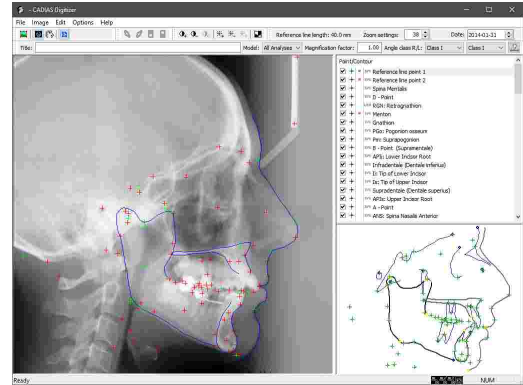 - CADIAS Digitizer
File Image Edit Options Help
Reference line length: 40.0 mm Zoom settings: 38 Date: 2014-01-31
Title: Model: All Analyses Magnification factor: 1.00 Angle class R/L: Class I Class I
Point/Contour
Reference line point 1
Reference line point 2
Spina Mentalis
D - Point
RGN: Retrognathion
Menton
Gnathion
PGo: Pogonion osseum
Pm: Suprapogonion
B - Point (Supramentale)
APIi: Lower Incisor Root
Infradentale (Dentale inferius)
Ii: Tip of Lower Incisor
Is: Tip of Upper Incisor
Supradentale (Dentale superius)
APIs: Upper Incisor Root
A - Point
ANS: Spina Nasalis Anterior
Ready NUM